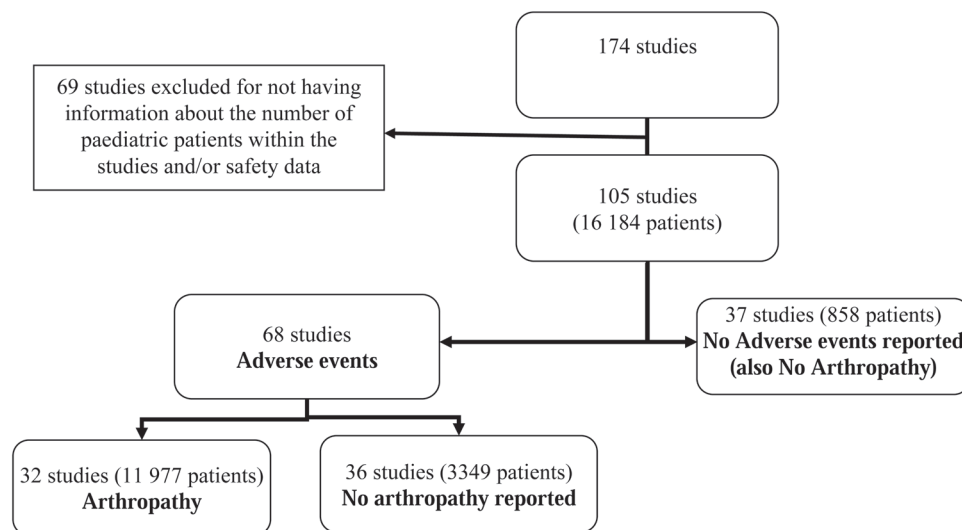 174 studies
69 studies excluded for not having
information about the number of
paediatric patients within the
studies and/or safety data
105 studies
(16 184 patients)
68 studies
Adverse events
37 studies (858 patients)
No Adverse events reported
(also No Arthropathy)
32 studies (11 977 patients)
Arthropathy
36 studies (3349 patients)
No arthropathy reported